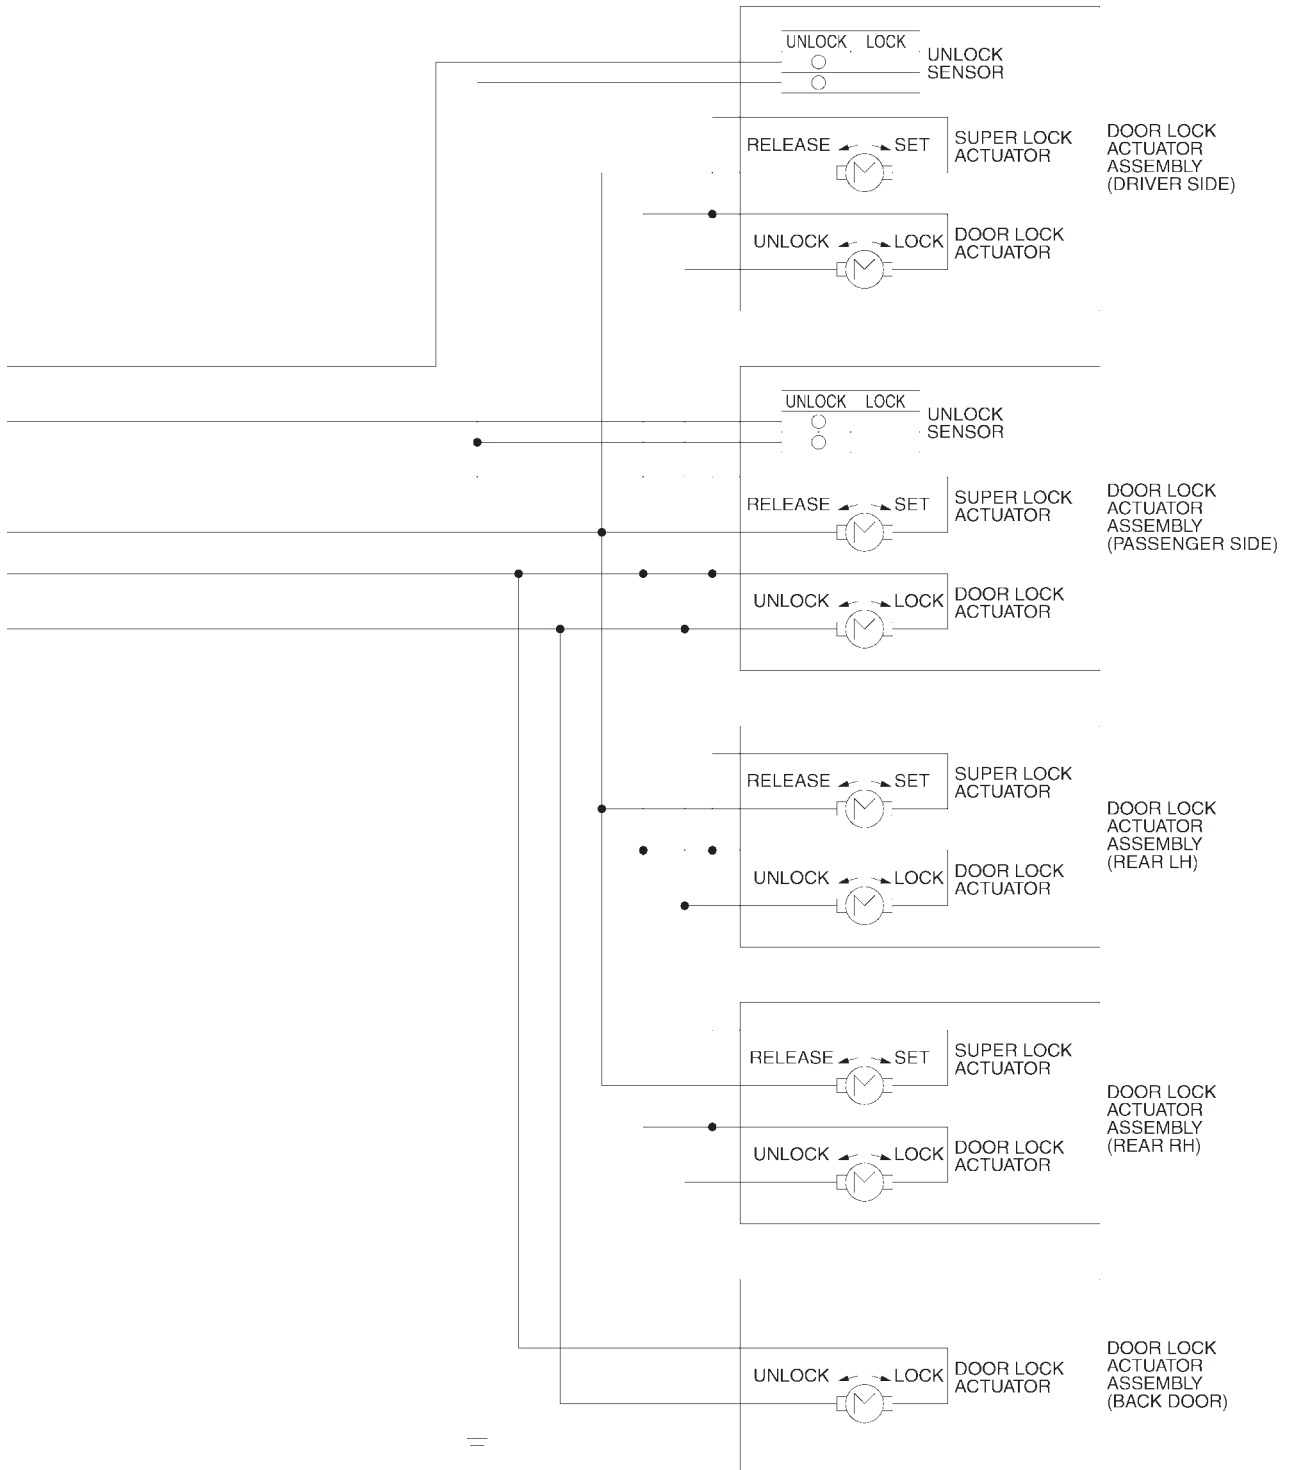 UNLOCK LOCK
UNLOCK
SENSOR
RELEASE SET
SUPER LOCK
ACTUATOR
DOOR LOCK
ACTUATOR
ASSEMBLY
(DRIVER SIDE)
UNLOCK LOCK
DOOR LOCK
ACTUATOR
UNLOCK LOCK
UNLOCK
SENSOR
RELEASE SET
SUPER LOCK
ACTUATOR
DOOR LOCK
ACTUATOR
ASSEMBLY
(PASSENGER SIDE)
UNLOCK LOCK
DOOR LOCK
ACTUATOR
RELEASE SET
SUPER LOCK
ACTUATOR
DOOR LOCK
ACTUATOR
ASSEMBLY
(REAR LH)
UNLOCK LOCK
DOOR LOCK
ACTUATOR
RELEASE SET
SUPER LOCK
ACTUATOR
DOOR LOCK
ACTUATOR
ASSEMBLY
(REAR RH)
UNLOCK LOCK
DOOR LOCK
ACTUATOR
UNLOCK LOCK
DOOR LOCK
ACTUATOR
DOOR LOCK
ACTUATOR
ASSEMBLY
(BACK DOOR)